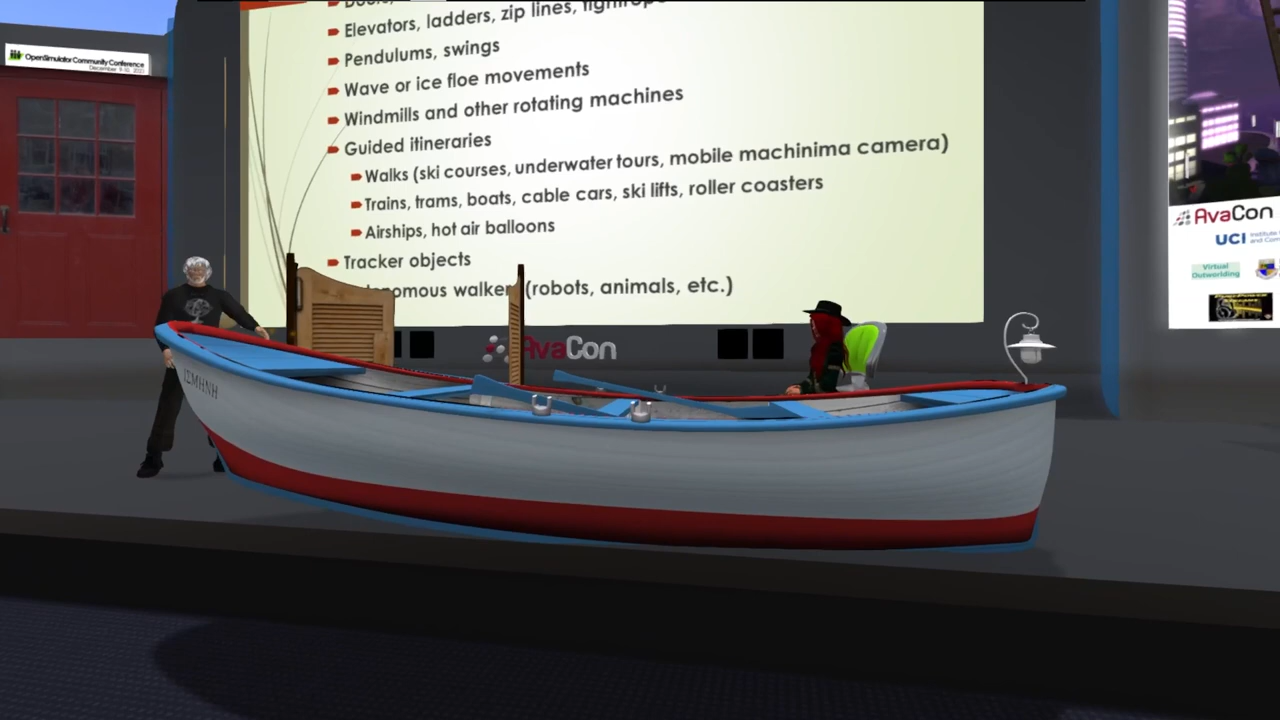 OpenSimulator Community Conference
Elevators, ladders, zip lines,
Pendulums, swings
Wave or ice floe movements
Windmills and other rotating machines
Guided itineraries
Walks (ski courses, underwater tours, mobile machinima camera)
Trains, trams, boats, cable cars, ski lifts, roller coasters
Airships, hot air balloons
Tracker objects
walker (robots, animals, etc.)
AvaCon
ΙΣΜΗΝΗ
AvaCon
UCI
Virtual
Outworlding